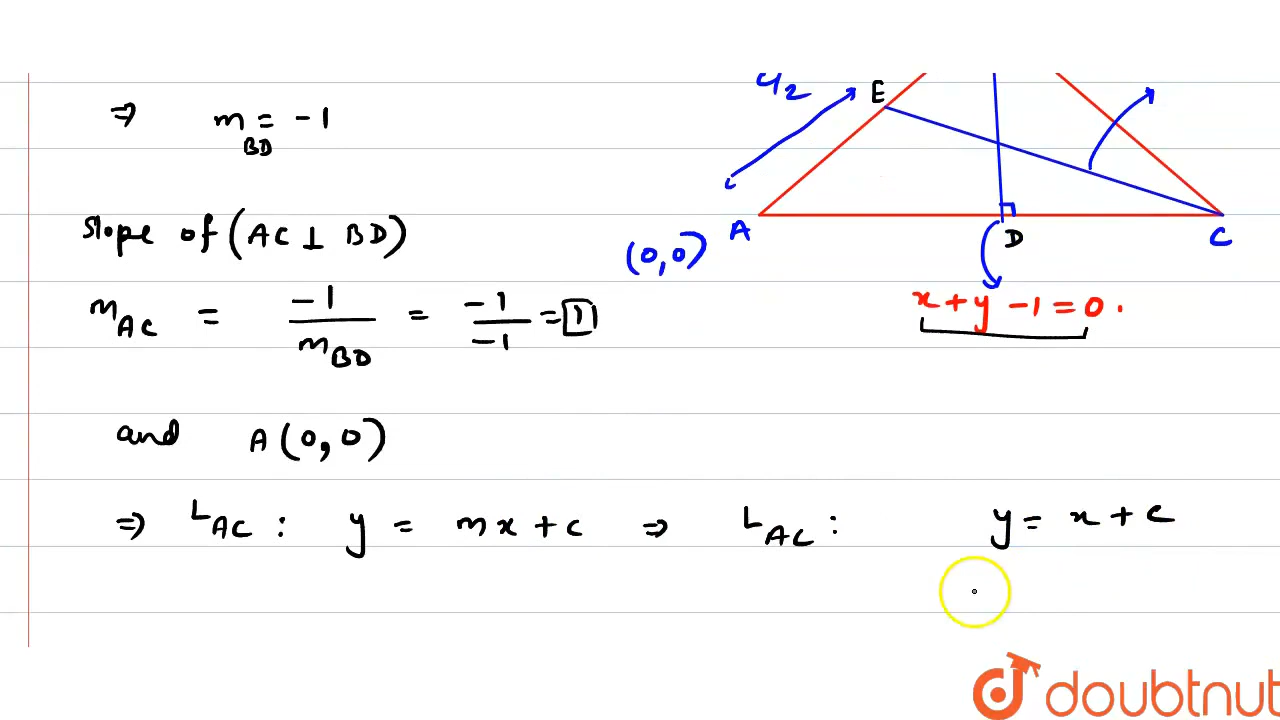 ⇒ m_BD = -1
L/2
E
slope of (AC ⊥ BD)
A
D
C
(0,0)
m_AC = -1/m_BD = -1/-1 = 1
x + y - 1 = 0.
and A(0,0)
⇒ L_AC : y = mx + c ⇒ L_AC : y = x + c
doubtnut